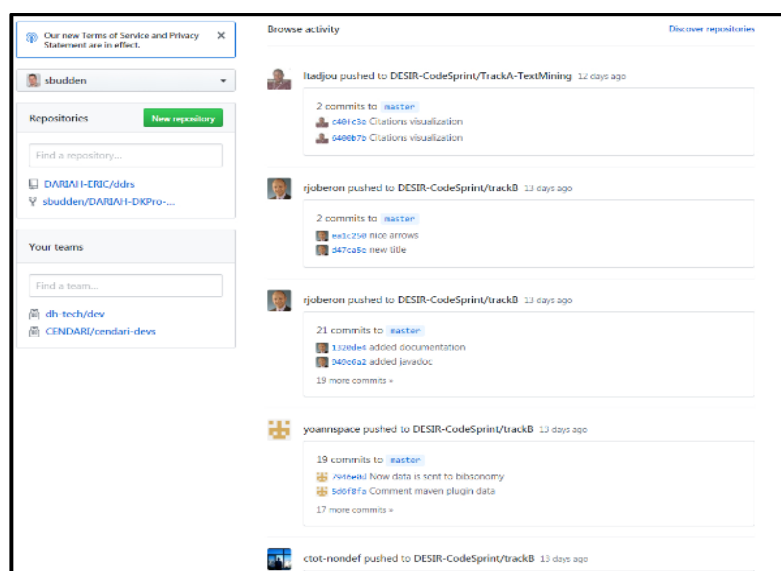 Our new Terms of Service and Privacy
Statement are in effect.
sbudden
Repositories
New repository
Find a repository...
DARIAH-ERIC/ddrs
sbudden/DARIAH-DKPro-...
Your teams
Find a team...
dh-tech/dev
CENDARI/cendari-devs
Browse activity
Discover repositories
ltadjou pushed to DESIR-CodeSprint/TrackA-TextMining 12 days ago
2 commits to master
c40fc3e Citations visualization
6400b7b Citations visualization
rjoberon pushed to DESIR-CodeSprint/trackB 13 days ago
2 commits to master
ea1c250 nice arrows
d47ca5e new title
rjoberon pushed to DESIR-CodeSprint/trackB 13 days ago
21 commits to master
1320de4 added documentation
949c6a2 added javadoc
19 more commits »
yoannspace pushed to DESIR-CodeSprint/trackB 13 days ago
19 commits to master
Now data is sent to bibsonomy
5d6f8fa Comment maven plugin data
17 more commits »
ctot-nondef pushed to DESIR-CodeSprint/trackB 13 days ago